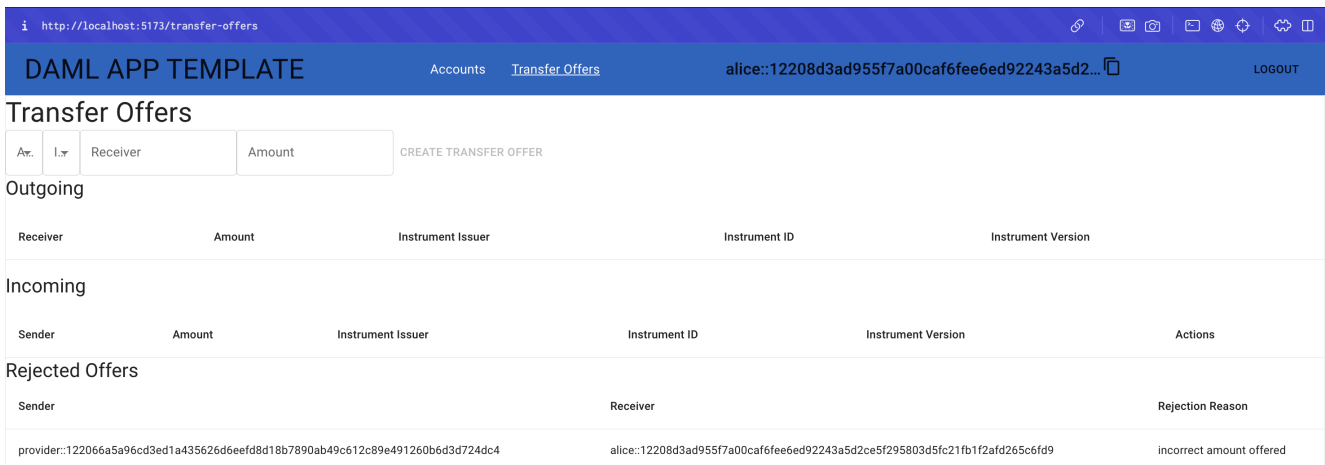 i http://localhost:5173/transfer-offers
DAML APP TEMPLATE Accounts Transfer Offers alice::12208d3ad955f7a00caf6fee6ed92243a5d2... LOGOUT
Transfer Offers
A... I... Receiver Amount CREATE TRANSFER OFFER
Outgoing
Receiver Amount Instrument Issuer Instrument ID Instrument Version
Incoming
Sender Amount Instrument Issuer Instrument ID Instrument Version Actions
Rejected Offers
Sender Receiver Rejection Reason
provider::122066a5a96cd3ed1a435626d6eefd8d18b7890ab49c612c89e491260b6d3d724dc4 alice::12208d3ad955f7a00caf6fee6ed92243a5d2ce5f295803d5fc21fb1f2afd265c6fd9 incorrect amount offered